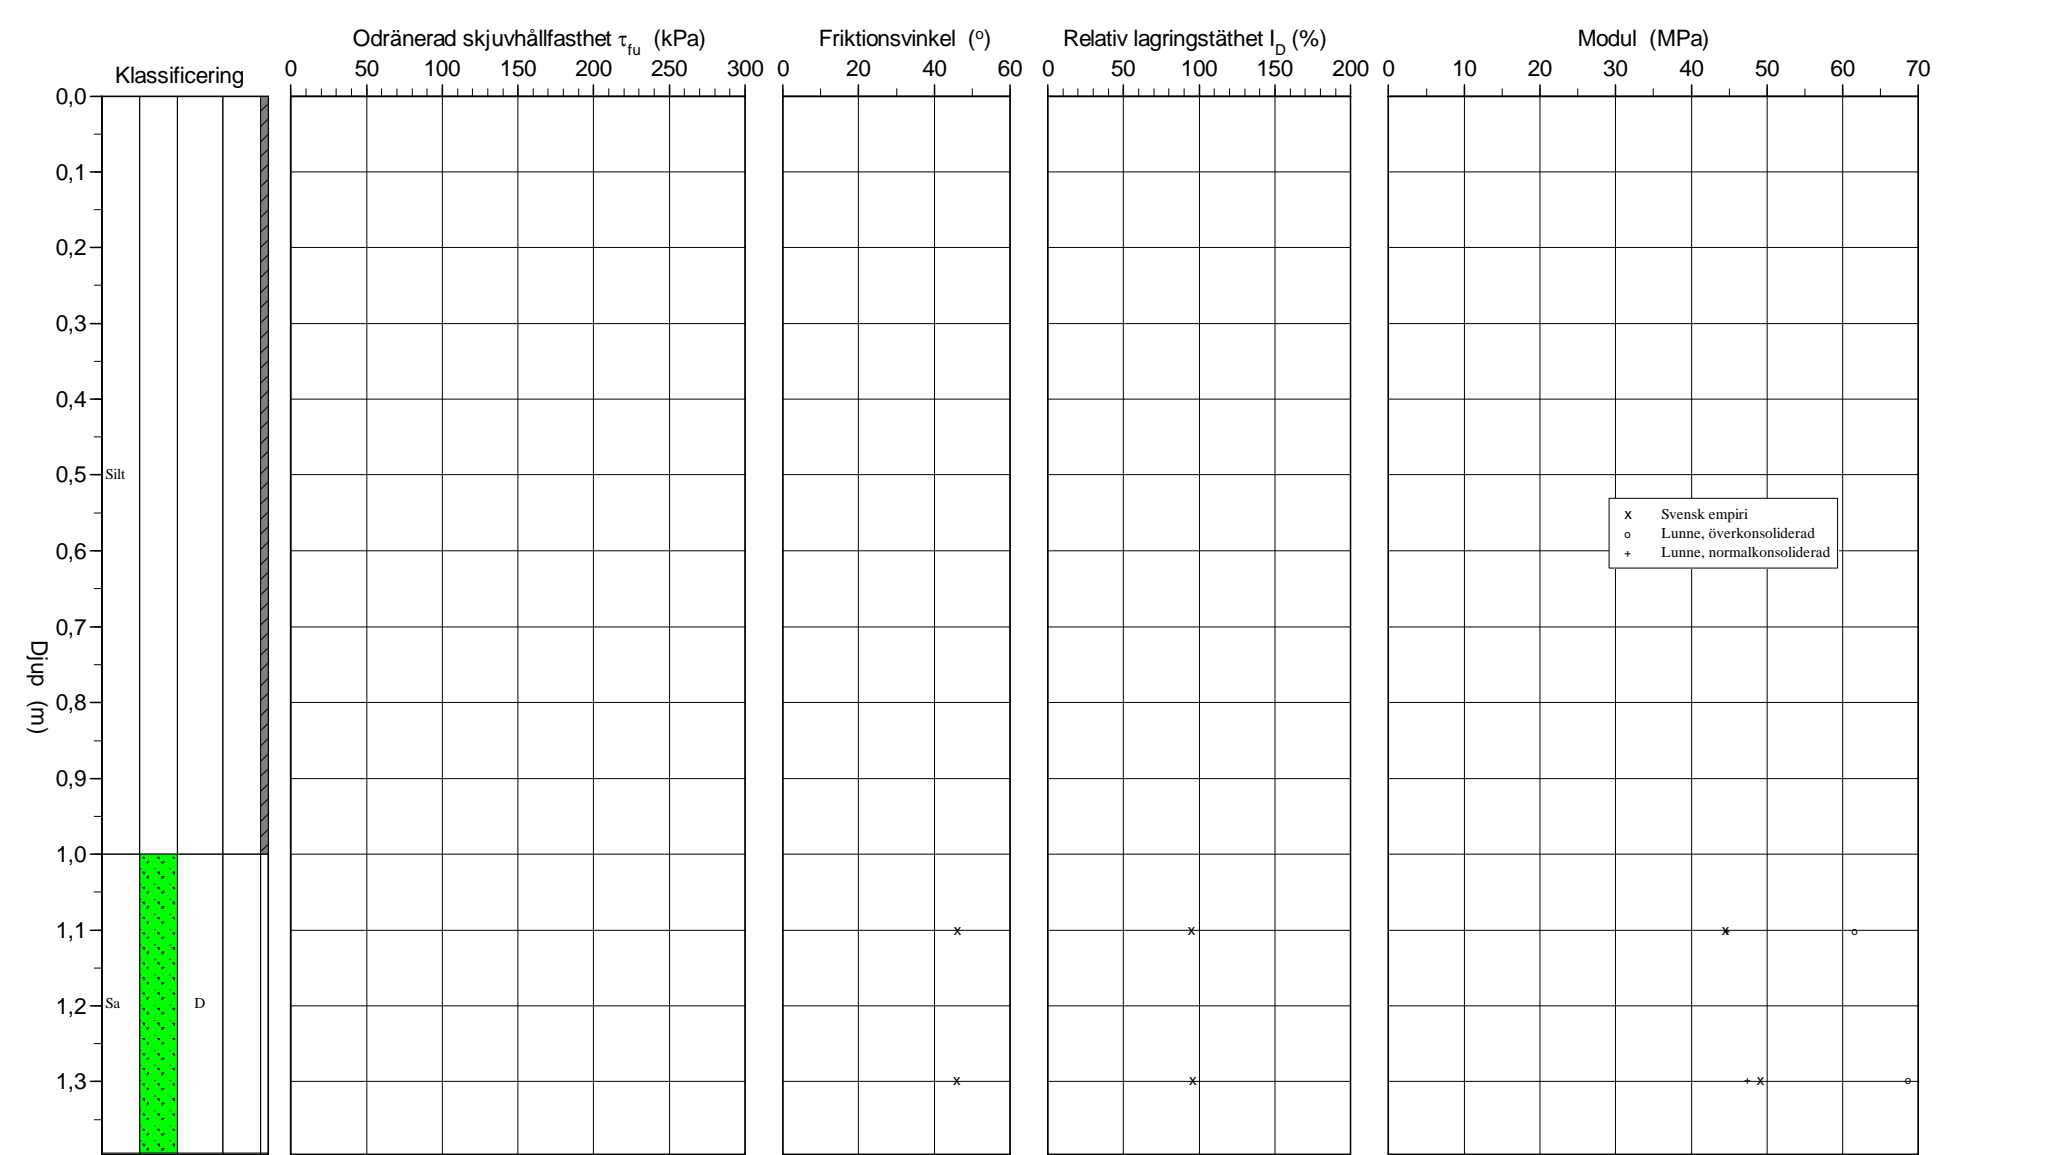 Odränerad skjuvhållfasthet τfu (kPa)
Friktionsvinkel (°)
Relativ lagringstäthet ID (%)
Modul (MPa)
Klassificering
0 50 100 150 200 250 300
0 20 40 60
0 50 100 150 200
0 10 20 30 40 50 60 70
0,0
0,1
0,2
0,3
0,4
0,5
0,6
0,7
0,8
0,9
1,0
1,1
1,2
1,3
Djup (m)
Silt
Sa
D
x Svensk empiri
o Lunne, överkonsoliderad
+ Lunne, normalkonsoliderad